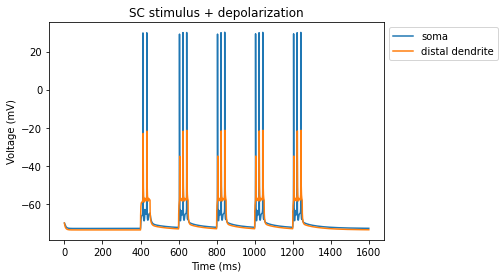 SC stimulus + depolarization
soma
distal dendrite
20
0
−20
−40
−60
Voltage (mV)
0 200 400 600 800 1000 1200 1400 1600
Time (ms)